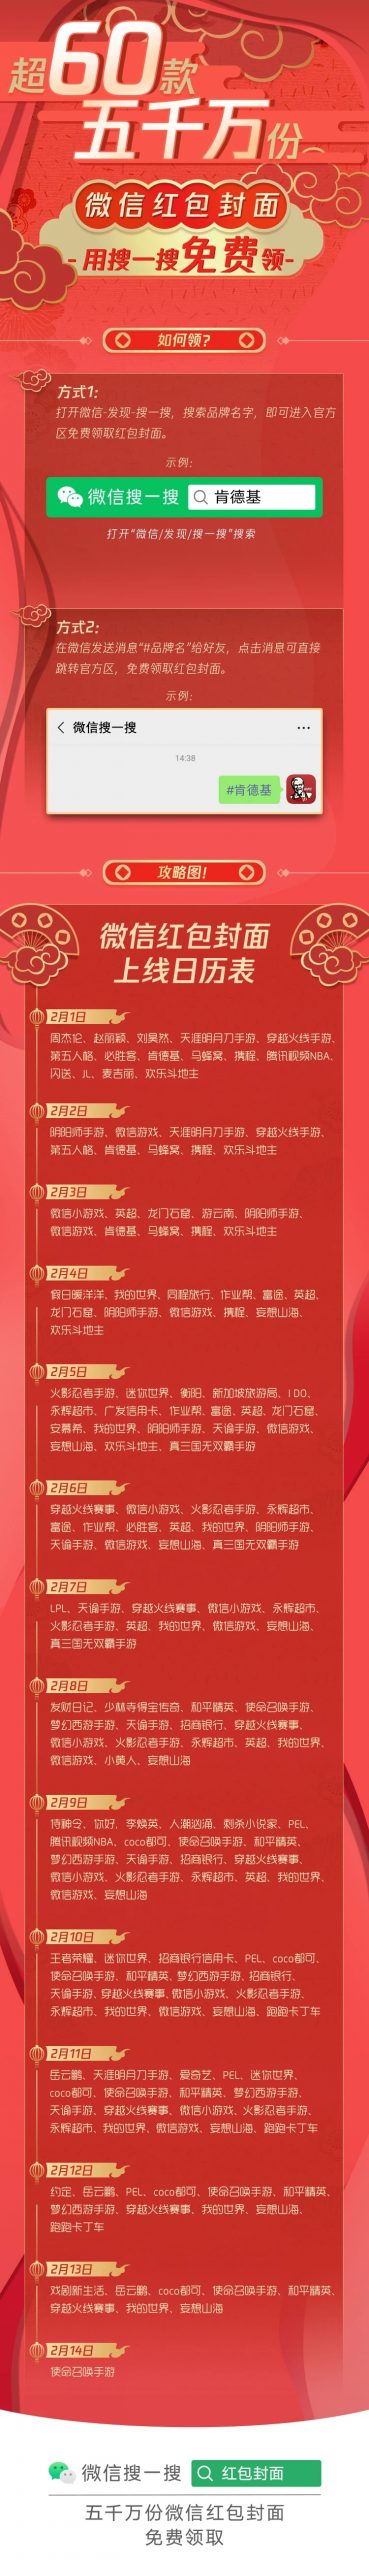 超60款
五千万份
微信红包封面
-用搜一搜免费领-
如何领?
方式1:
打开微信-发现-搜一搜，搜索品牌名字，即可进入官方
区免费领取红包封面。
示例：
微信搜一搜 肯德基
打开“微信/发现/搜一搜”搜索
方式2:
在微信发送消息“#品牌名”给好友，点击消息可直接
跳转官方区，免费领取红包封面。
示例：
微信搜一搜
14:38
#肯德基
攻略图!
微信红包封面
上线日历表
2月1日
周杰伦、赵丽颖、刘昊然、天涯明月刀手游、穿越火线手游、
第五人格、必胜客、肯德基、马蜂窝、携程、腾讯视频NBA、
闪送、JL、麦吉丽、欢乐斗地主
2月2日
阴阳师手游、微信游戏、天涯明月刀手游、穿越火线手游、
第五人格、肯德基、马蜂窝、携程、欢乐斗地主
2月3日
微信小游戏、英超、龙门石窟、游云南、阴阳师手游、
微信游戏、肯德基、马蜂窝、携程、欢乐斗地主
2月4日
假日暖洋洋、我的世界、同程旅行、作业帮、富途、英超、
龙门石窟、阴阳师手游、微信游戏、携程、妄想山海、
欢乐斗地主
2月5日
火影忍者手游、迷你世界、衡阳、新加坡旅游局、I DO、
永辉超市、广发信用卡、作业帮、富途、英超、龙门石窟、
安慕希、我的世界、阴阳师手游、天谕手游、微信游戏、
妄想山海、欢乐斗地主、真三国无双霸手游
2月6日
穿越火线赛事、微信小游戏、火影忍者手游、永辉超市、
富途、作业帮、必胜客、英超、我的世界、阴阳师手游、
天谕手游、微信游戏、妄想山海、真三国无双霸手游
2月7日
LPL、天谕手游、穿越火线赛事、微信小游戏、永辉超市、
火影忍者手游、英超、我的世界、微信游戏、妄想山海、
真三国无双霸手游
2月8日
发财日记、少林寺得宝传奇、和平精英、使命召唤手游、
梦幻西游手游、天谕手游、招商银行、穿越火线赛事、
微信小游戏、火影忍者手游、永辉超市、英超、我的世界、
微信游戏、小黄人、妄想山海
2月9日
侍神令、你好，李焕英、人潮汹涌、刺杀小说家、PEL、
腾讯视频NBA、coco都可、使命召唤手游、和平精英、
梦幻西游手游、天谕手游、招商银行、穿越火线赛事、
微信小游戏、火影忍者手游、永辉超市、英超、我的世界、
微信游戏、妄想山海
2月10日
王者荣耀、迷你世界、招商银行信用卡、PEL、coco都可、
使命召唤手游、和平精英、梦幻西游手游、招商银行、
天谕手游、穿越火线赛事、微信小游戏、火影忍者手游、
永辉超市、我的世界、微信游戏、妄想山海、跑跑卡丁车
2月11日
岳云鹏、天涯明月刀手游、爱奇艺、PEL、迷你世界、
coco都可、使命召唤手游、和平精英、梦幻西游手游、
天谕手游、穿越火线赛事、微信小游戏、火影忍者手游、
永辉超市、我的世界、微信游戏、妄想山海、跑跑卡丁车
2月12日
约定、岳云鹏、PEL、coco都可、使命召唤手游、和平精英、
梦幻西游手游、穿越火线赛事、我的世界、妄想山海、
跑跑卡丁车
2月13日
戏剧新生活、岳云鹏、coco都可、使命召唤手游、和平精英、
穿越火线赛事、我的世界、妄想山海
2月14日
使命召唤手游
微信搜一搜 红包封面
五千万份微信红包封面
免费领取